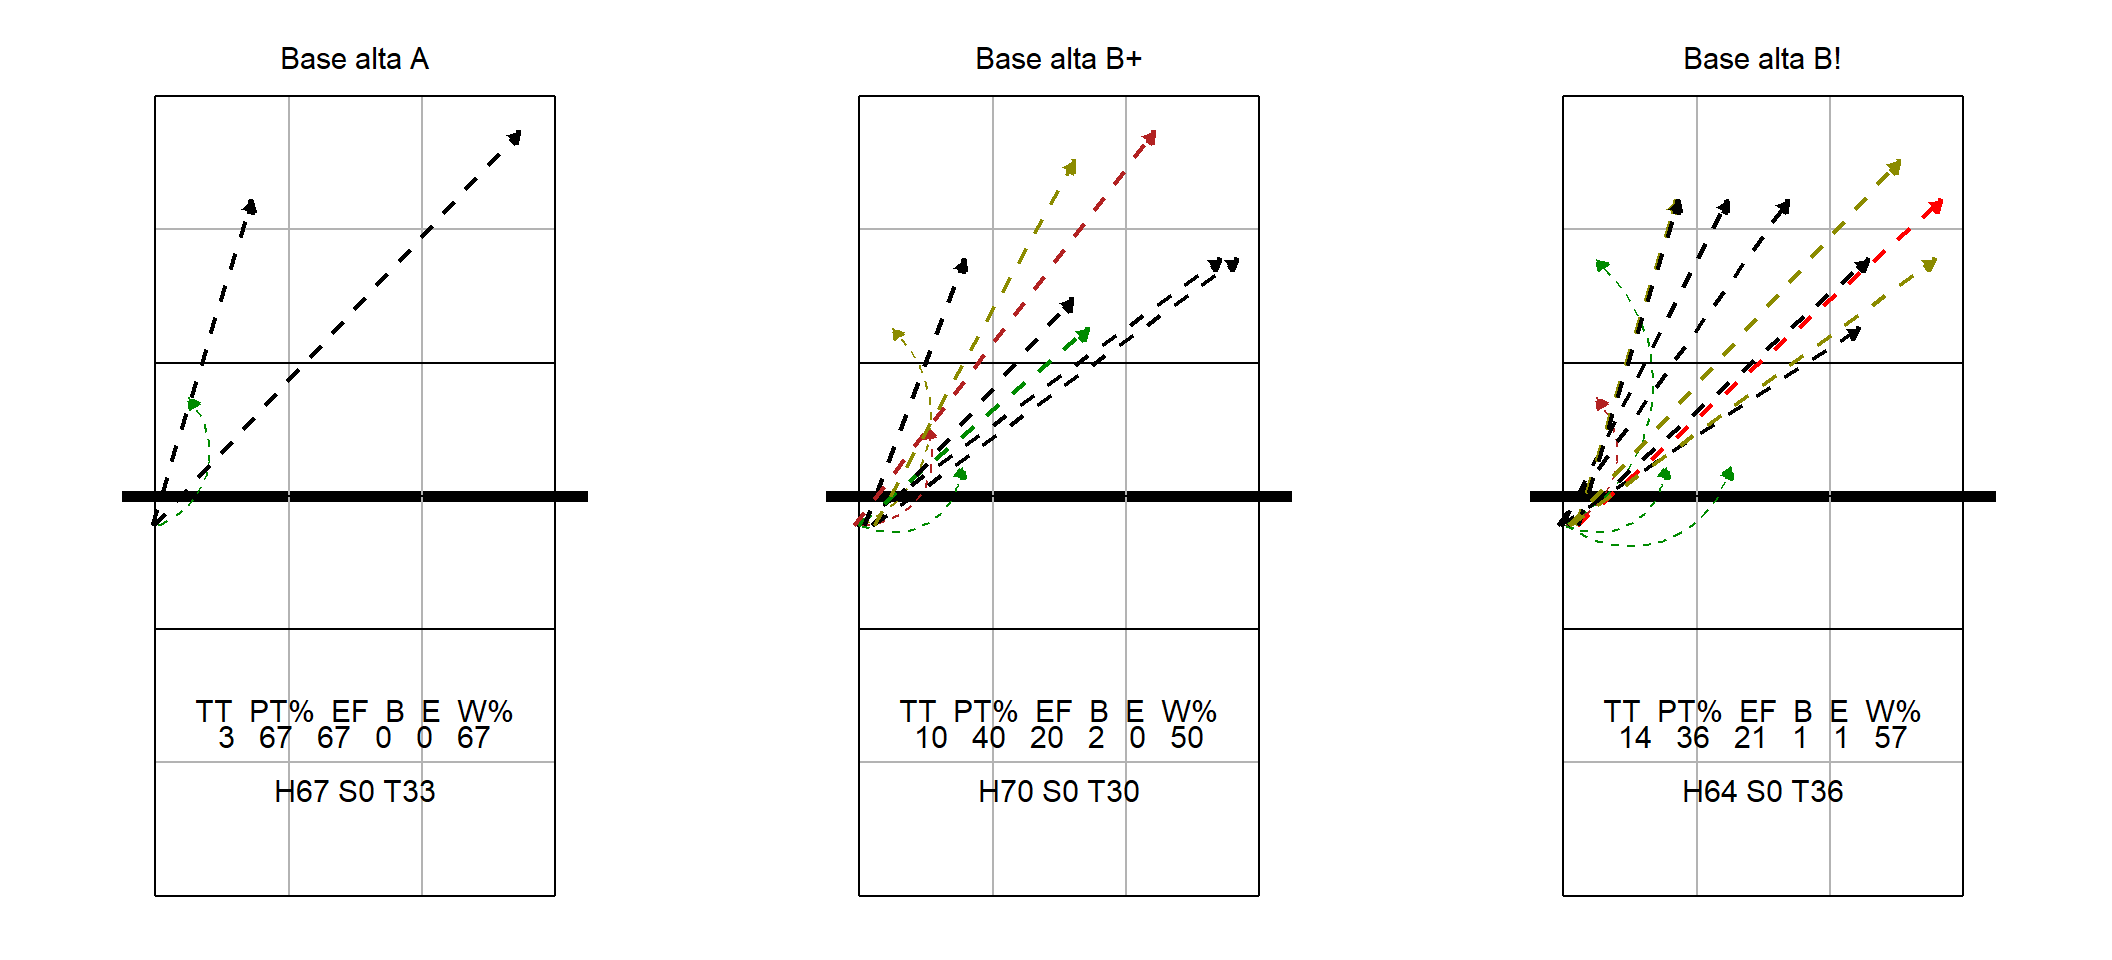 Base alta A
TT PT% EF B E W%
3 67 67 0 0 67
H67 S0 T33
Base alta B+
TT PT% EF B E W%
10 40 20 2 0 50
H70 S0 T30
Base alta B!
TT PT% EF B E W%
14 36 21 1 1 57
H64 S0 T36